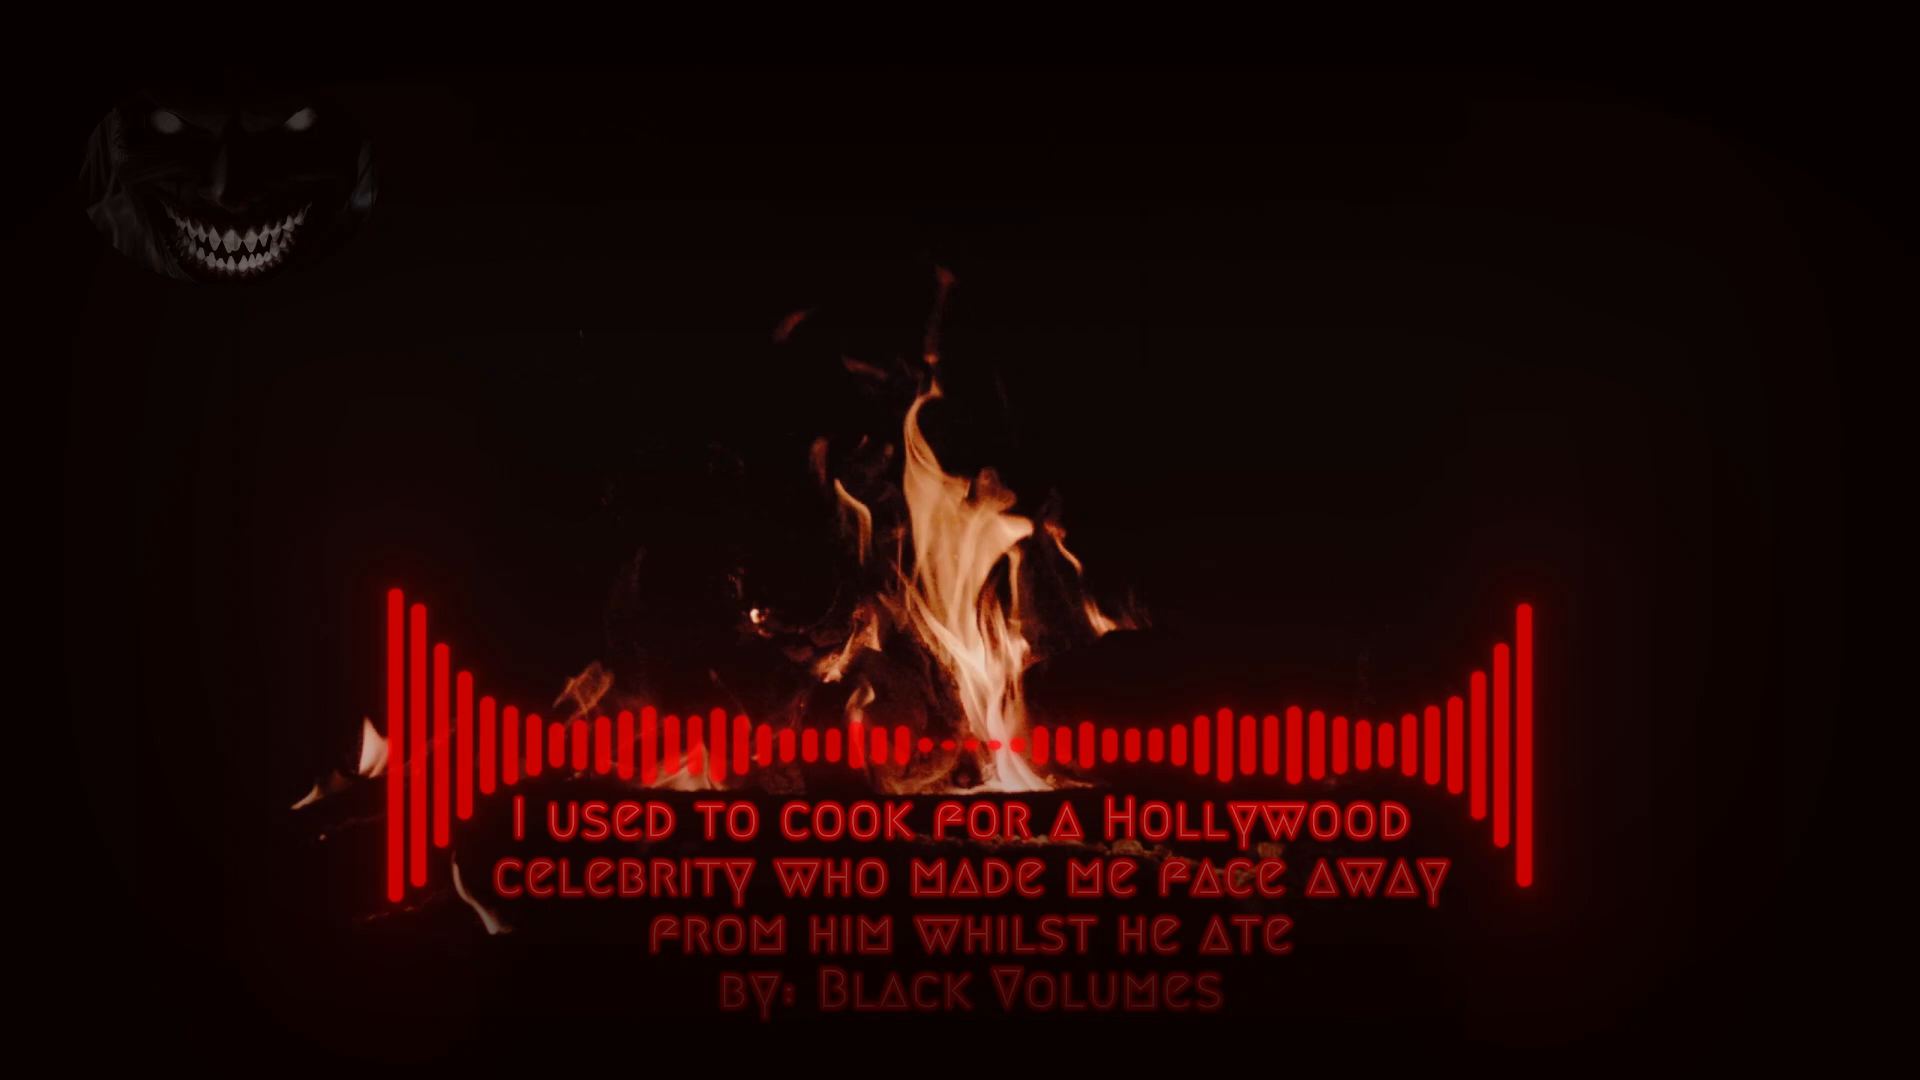 I used to cook for a Hollywood
celebrity who made me face away
from him whilst he ate
by: Black Volumes